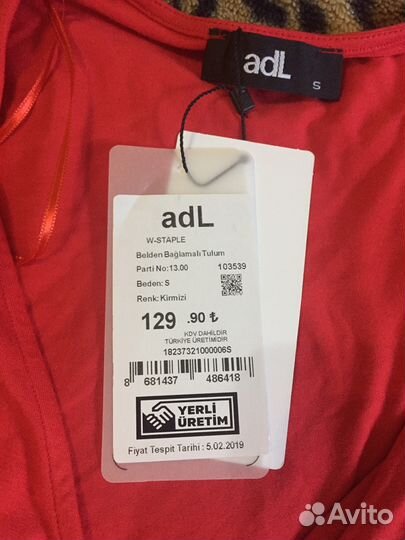 adL
S
adL
W-STAPLE
Belden Bağlamalı Tulum
Parti No:13.00 103539
Beden: S
Renk: Kirmizi
129 .90 ₺
KDV DAHİLDİR
TÜRKİYE ÜRETİMİDİR
18237321000006S
8 681437 486418
YERLİ
ÜRETİM
Fiyat Tespit Tarihi : 5.02.2019
Avito